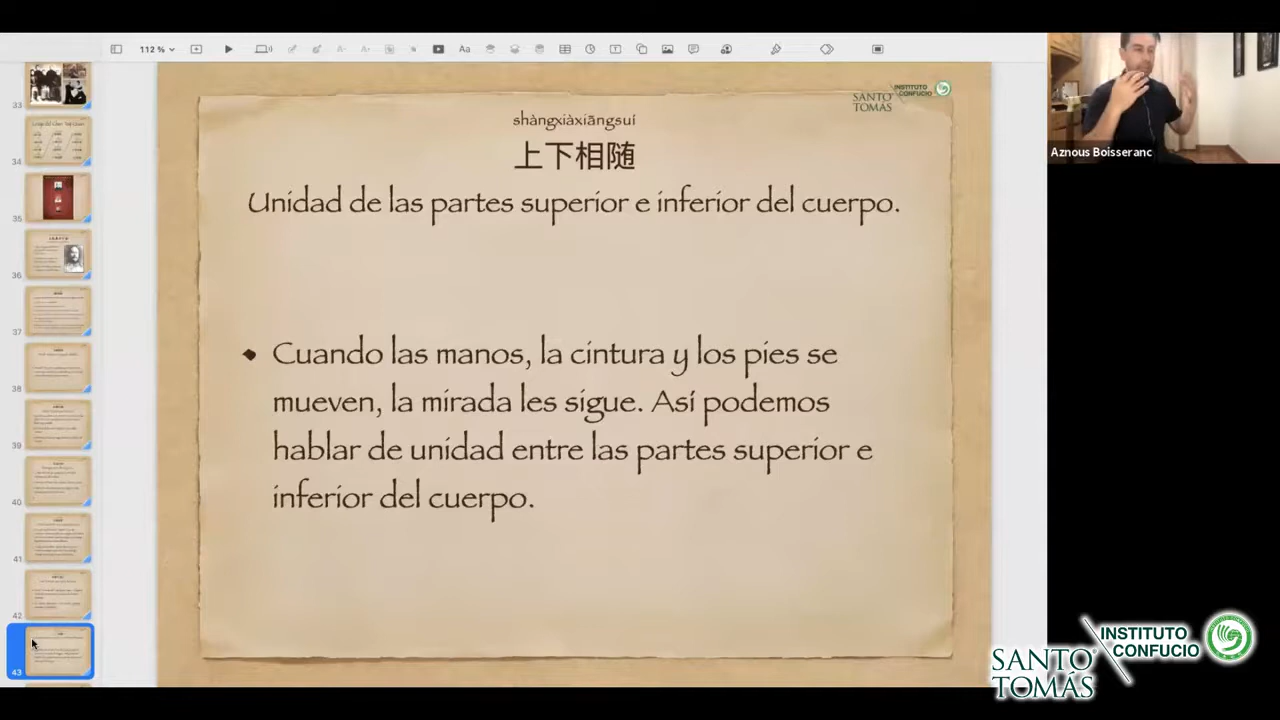 112 %
Aa
INSTITUTO
CONFUCIO
SANTO
TOMÁS
shàngxiàxiāngsuí
上下相随
Unidad de las partes superior e inferior del cuerpo.
Cuando las manos, la cintura y los pies se
mueven, la mirada les sigue. Así podemos
hablar de unidad entre las partes superior e
inferior del cuerpo.
33
34
35
36
37
38
39
40
41
42
43
Aznous Boisseranc
INSTITUTO
CONFUCIO
SANTO
TOMÁS